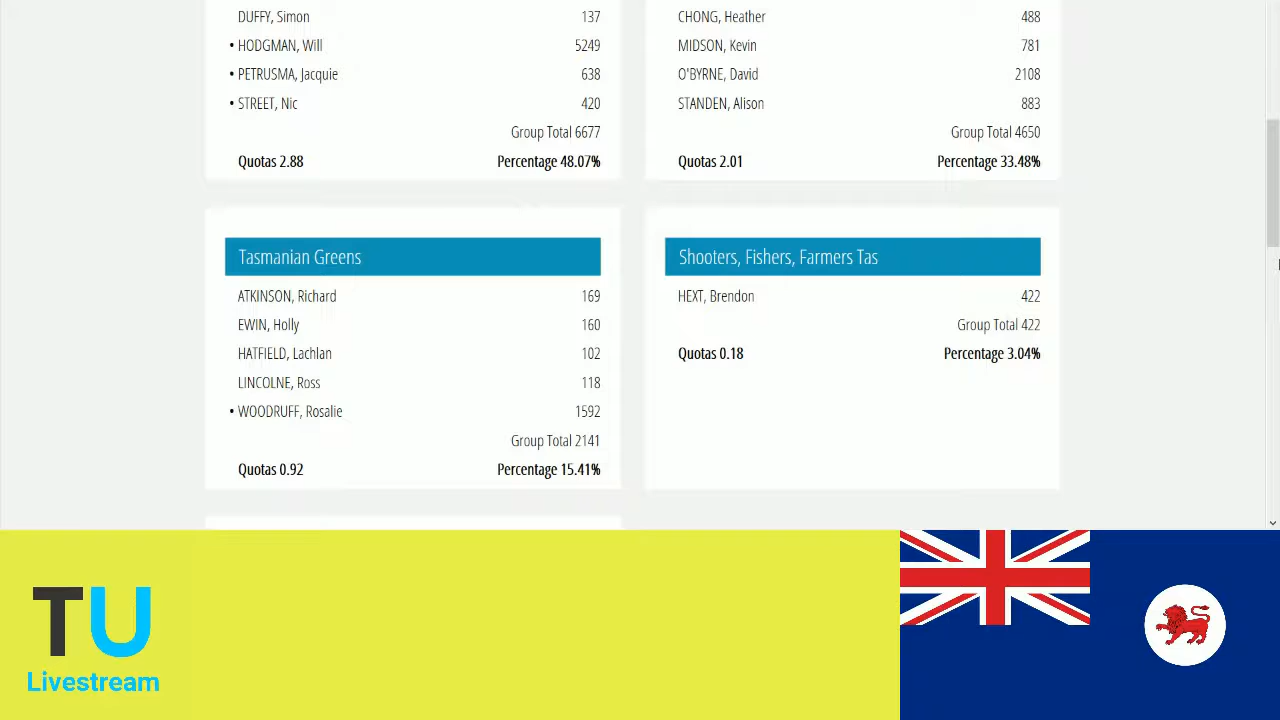 DUFFY, Simon 137
• HODGMAN, Will 5249
• PETRUSMA, Jacquie 638
• STREET, Nic 420
Group Total 6677
Quotas 2.88 Percentage 48.07%
CHONG, Heather 488
MIDSON, Kevin 781
O'BYRNE, David 2108
STANDEN, Alison 883
Group Total 4650
Quotas 2.01 Percentage 33.48%
Tasmanian Greens
ATKINSON, Richard 169
EWIN, Holly 160
HATFIELD, Lachlan 102
LINCOLNE, Ross 118
• WOODRUFF, Rosalie 1592
Group Total 2141
Quotas 0.92 Percentage 15.41%
Shooters, Fishers, Farmers Tas
HEXT, Brendon 422
Group Total 422
Quotas 0.18 Percentage 3.04%
TU
Livestream